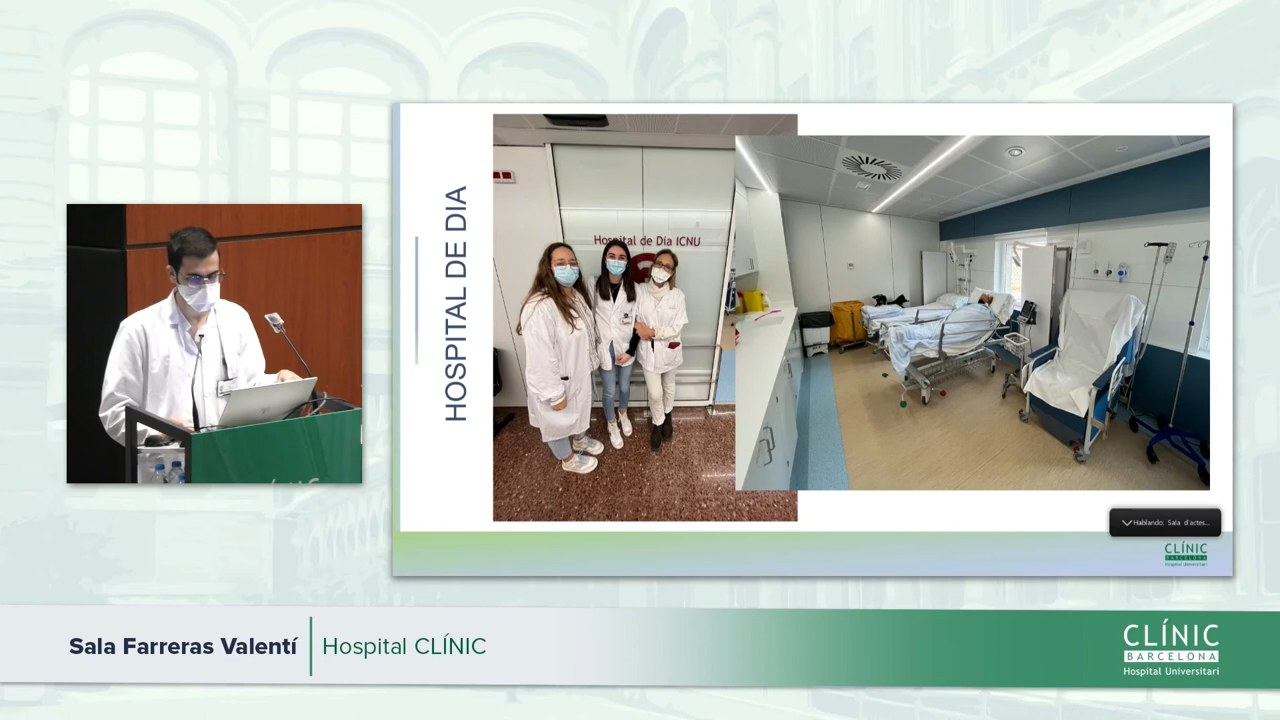 HOSPITAL DE DIA
Hospital de Dia ICNU
Hablando: Sala d'actes...
CLÍNIC
BARCELONA
Hospital Universitari
Sala Farreras Valentí
Hospital CLÍNIC
CLÍNIC
BARCELONA
Hospital Universitari